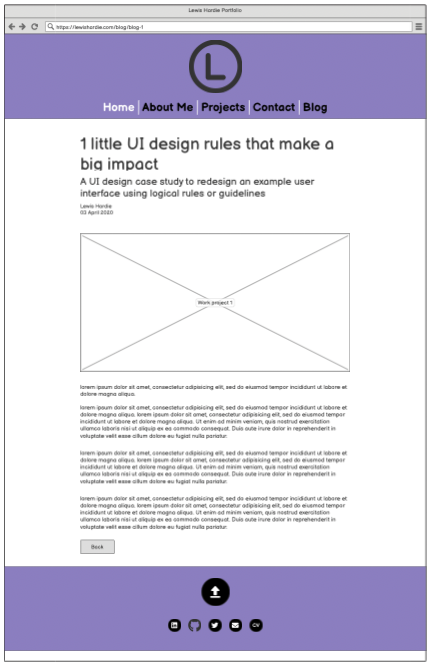 Lewis Hardie Portfolio
https://lewishardie.com/blog/blog-1
L
Home About Me Projects Contact Blog
1 little UI design rules that make a
big impact
A UI design case study to redesign an example user
interface using logical rules or guidelines
Lewis Hardie
03 April 2020
Work project 1
lorem ipsum dolor sit amet, consectetur adipisicing elit, sed do eiusmod tempor incididunt ut labore et
dolore magna aliqua.
lorem ipsum dolor sit amet, consectetur adipisicing elit, sed do eiusmod tempor incididunt ut labore et
dolore magna aliqua. lorem ipsum dolor sit amet, consectetur adipisicing elit, sed do eiusmod tempor
incididunt ut labore et dolore magna aliqua. Ut enim ad minim veniam, quis nostrud exercitation
ullamco laboris nisi ut aliquip ex ea commodo consequat. Duis aute irure dolor in reprehenderit in
voluptate velit esse cillum dolore eu fugiat nulla pariatur.
lorem ipsum dolor sit amet, consectetur adipisicing elit, sed do eiusmod tempor incididunt ut labore et
dolore magna aliqua. lorem ipsum dolor sit amet, consectetur adipisicing elit, sed do eiusmod tempor
incididunt ut labore et dolore magna aliqua. Ut enim ad minim veniam, quis nostrud exercitation
ullamco laboris nisi ut aliquip ex ea commodo consequat. Duis aute irure dolor in reprehenderit in
voluptate velit esse cillum dolore eu fugiat nulla pariatur.
lorem ipsum dolor sit amet, consectetur adipisicing elit, sed do eiusmod tempor incididunt ut labore et
dolore magna aliqua. lorem ipsum dolor sit amet, consectetur adipisicing elit, sed do eiusmod tempor
incididunt ut labore et dolore magna aliqua. Ut enim ad minim veniam, quis nostrud exercitation
ullamco laboris nisi ut aliquip ex ea commodo consequat. Duis aute irure dolor in reprehenderit in
voluptate velit esse cillum dolore eu fugiat nulla pariatur.
Back
in CV